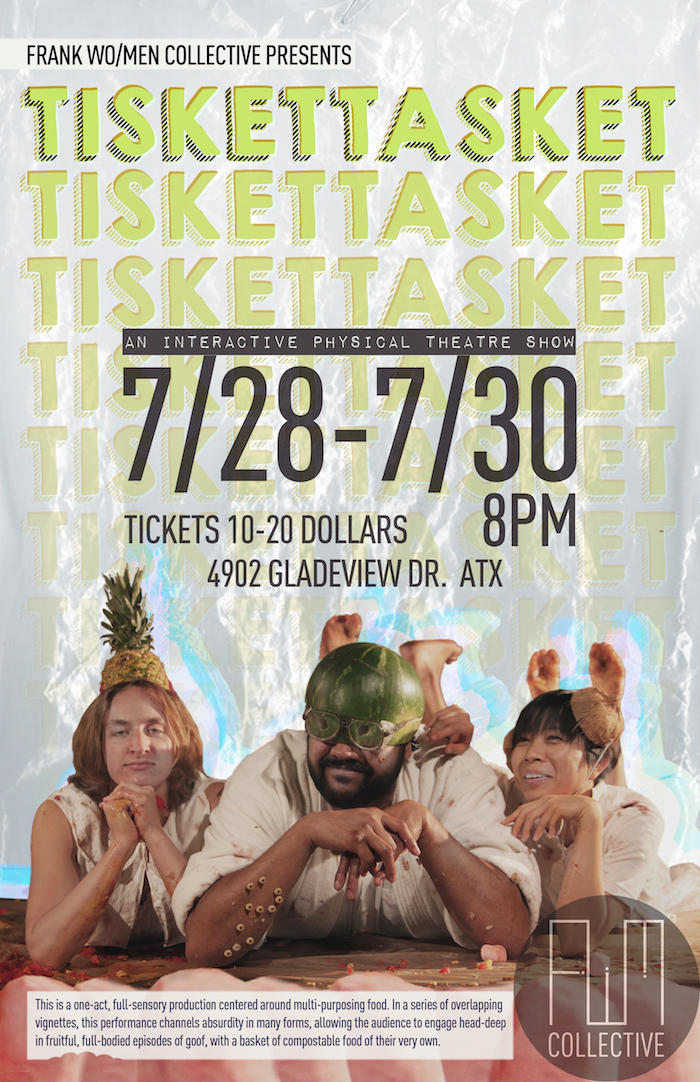 FRANK WO/MEN COLLECTIVE PRESENTS
TISKETTASKET
TISKETTASKET
TISKETTASKET
AN INTERACTIVE PHYSICAL THEATRE SHOW
TISKETTASKET
7/28-7/30
TISKETTASKET
8PM
TICKETS 10-20 DOLLARS
TISKETTASKET
4902 GLADEVIEW DR. ATX
TISKETTASKET
This is a one-act, full-sensory production centered around multi-purposing food. In a series of overlapping
vignettes, this performance channels absurdity in many forms, allowing the audience to engage head-deep
in fruitful, full-bodied episodes of goof, with a basket of compostable food of their very own.
COLLECTIVE